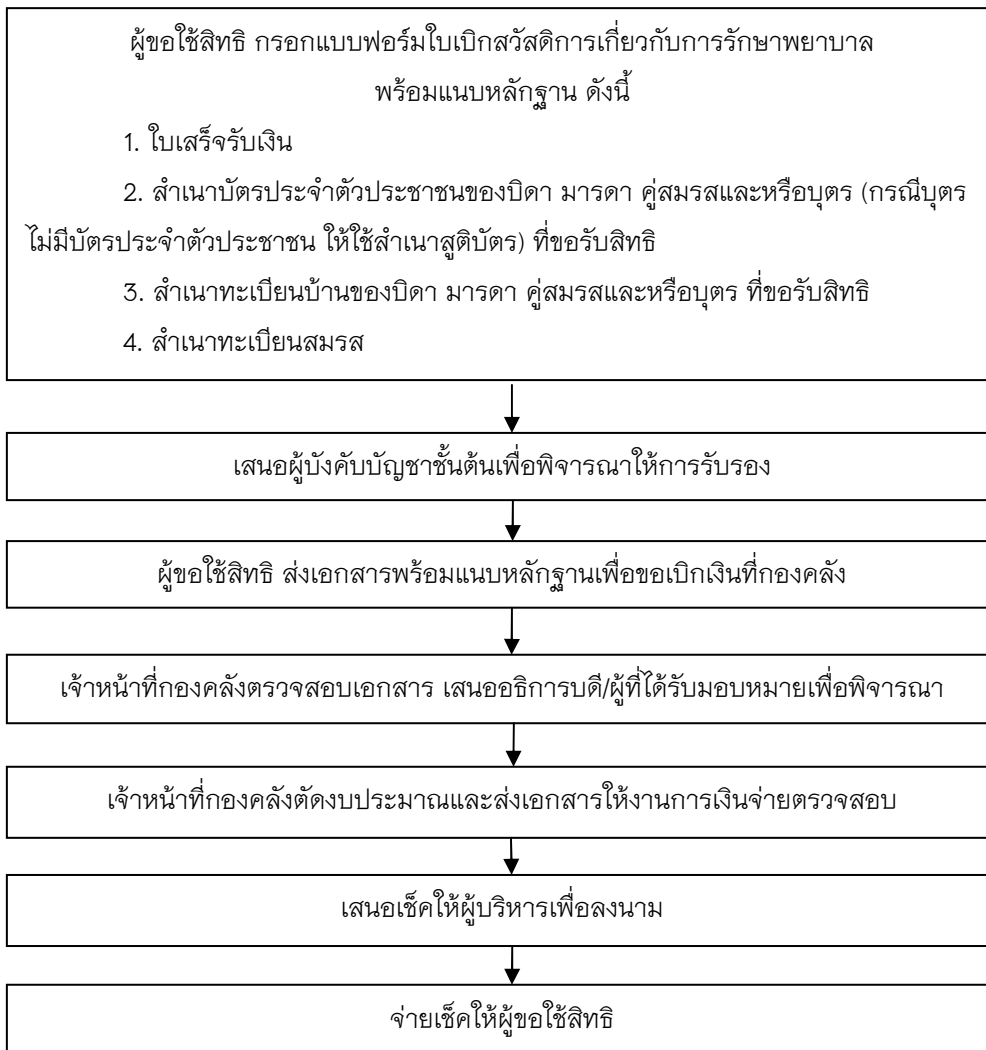 ผู้ขอใช้สิทธิ กรอกแบบฟอร์มใบเบิกสวัสดิการเกี่ยวกับการรักษาพยาบาล
พร้อมแนบหลักฐาน ดังนี้
1. ใบเสร็จรับเงิน
2. สำเนาบัตรประจำตัวประชาชนของบิดา มารดา คู่สมรสและหรือบุตร (กรณีบุตร
ไม่มีบัตรประจำตัวประชาชน ให้ใช้สำเนาสูติบัตร) ที่ขอรับสิทธิ
3. สำเนาทะเบียนบ้านของบิดา มารดา คู่สมรสและหรือบุตร ที่ขอรับสิทธิ
4. สำเนาทะเบียนสมรส
เสนอผู้บังคับบัญชาชั้นต้นเพื่อพิจารณาให้การรับรอง
ผู้ขอใช้สิทธิ ส่งเอกสารพร้อมแนบหลักฐานเพื่อขอเบิกเงินที่กองคลัง
เจ้าหน้าที่กองคลังตรวจสอบเอกสาร เสนออธิการบดี/ผู้ที่ได้รับมอบหมายเพื่อพิจารณา
เจ้าหน้าที่กองคลังตัดงบประมาณและส่งเอกสารให้งานการเงินจ่ายตรวจสอบ
เสนอเช็คให้ผู้บริหารเพื่อลงนาม
จ่ายเช็คให้ผู้ขอใช้สิทธิ